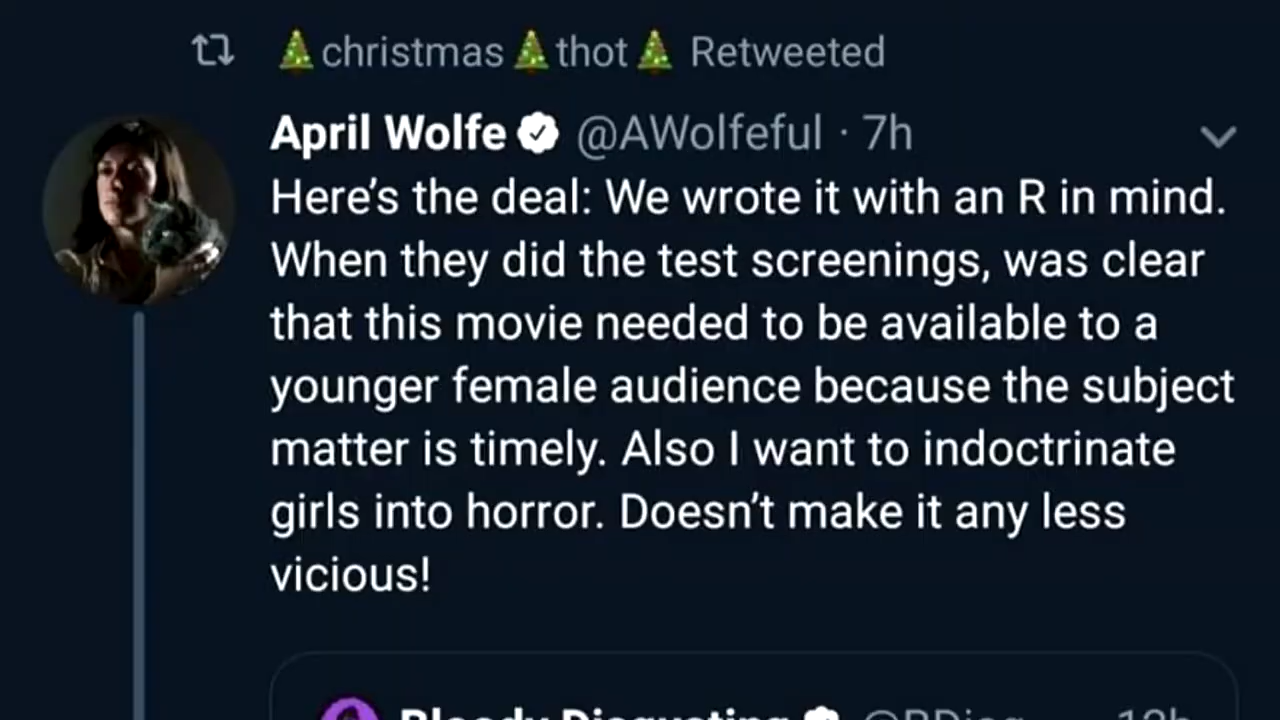 🎄christmas🎄thot🎄 Retweeted
April Wolfe @AWolfeful · 7h
Here's the deal: We wrote it with an R in mind.
When they did the test screenings, was clear
that this movie needed to be available to a
younger female audience because the subject
matter is timely. Also I want to indoctrinate
girls into horror. Doesn't make it any less
vicious!
Bloody Disgusting